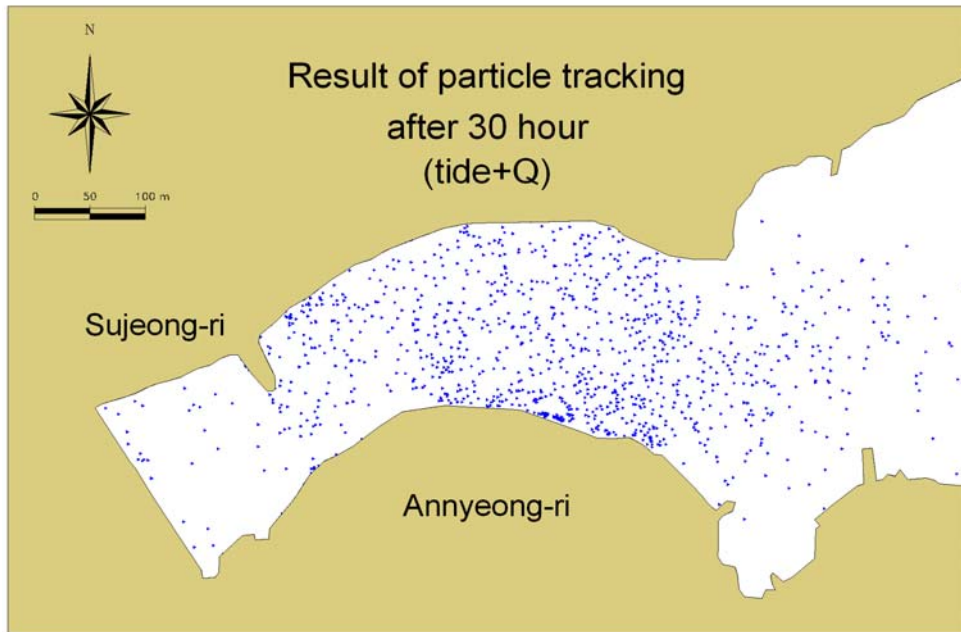 N
Result of particle tracking
after 30 hour
(tide+Q)
0 50 100 m
Sujeong-ri
Annyeong-ri